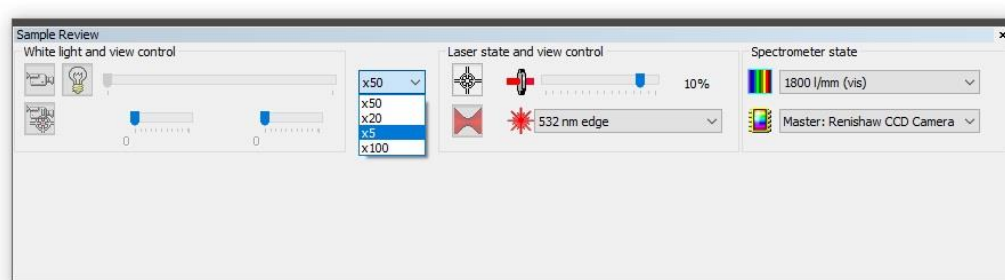 Sample Review
White light and view control
x50
x50
x20
x5
x100
0
0
Laser state and view control
10%
532 nm edge
Spectrometer state
1800 l/mm (vis)
Master: Renishaw CCD Camera